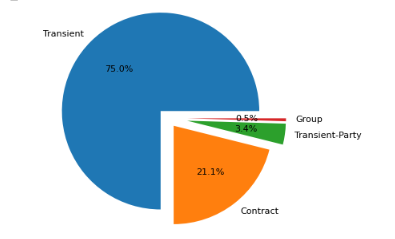 Transient
75.0%
Group
0.5%
3.4%
Transient-Party
21.1%
Contract